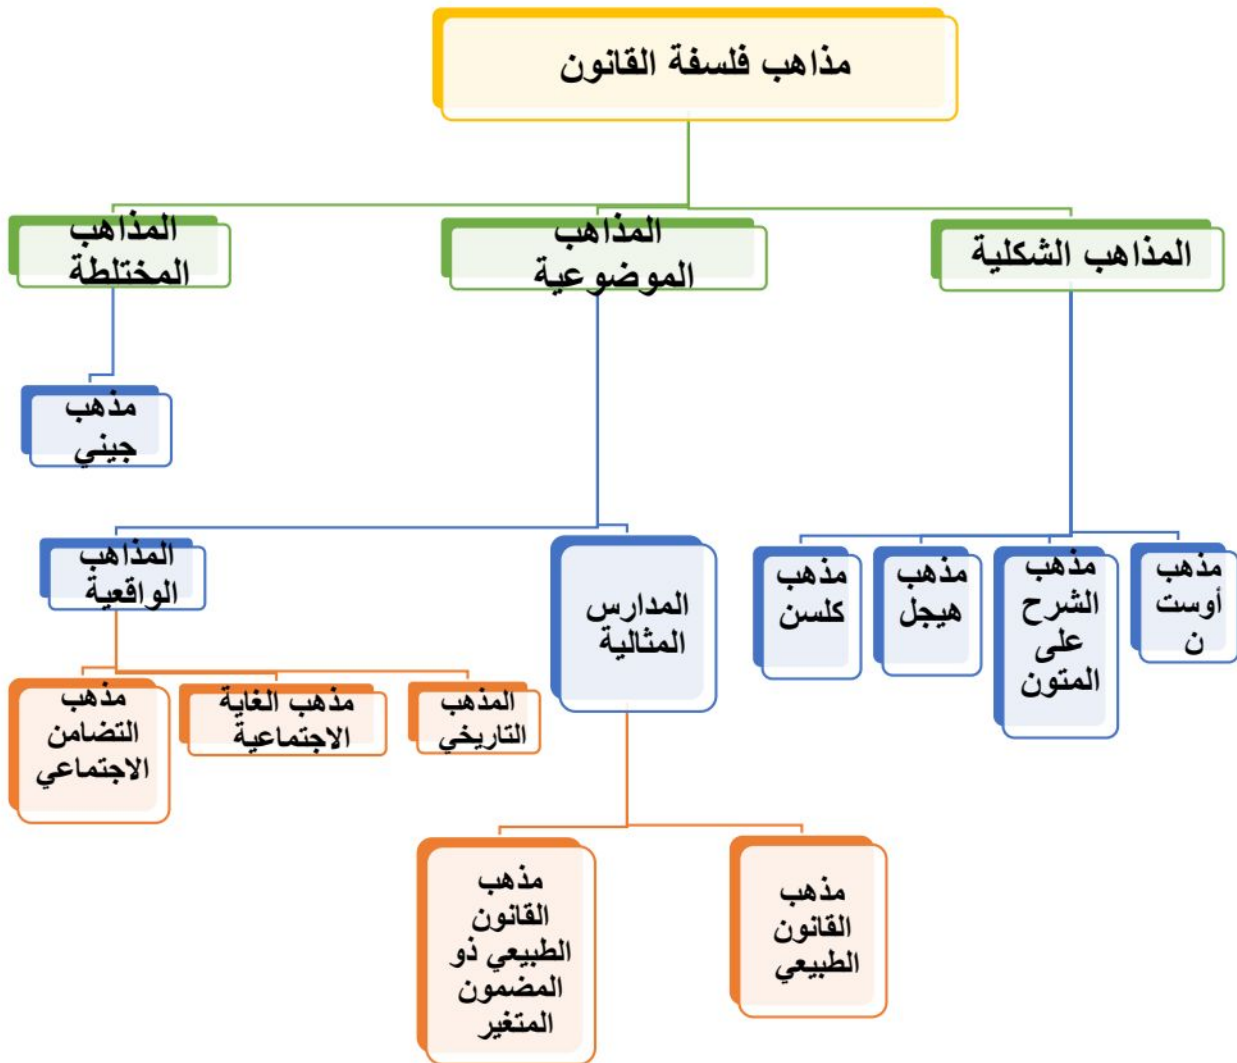 مذاهب فلسفة القانون
المذاهب الشكلية
المذاهب
الموضوعية
المذاهب
المختلطة
مذهب
جيني
مذهب
أوست
ن
مذهب
الشرح
على
المتون
مذهب
هيجل
مذهب
كلسن
المدارس
المثالية
المذاهب
الواقعية
المذهب
التاريخي
مذهب الغاية
الاجتماعية
مذهب
التضامن
الاجتماعي
مذهب
القانون
الطبيعي
مذهب
القانون
الطبيعي ذو
المضمون
المتغير